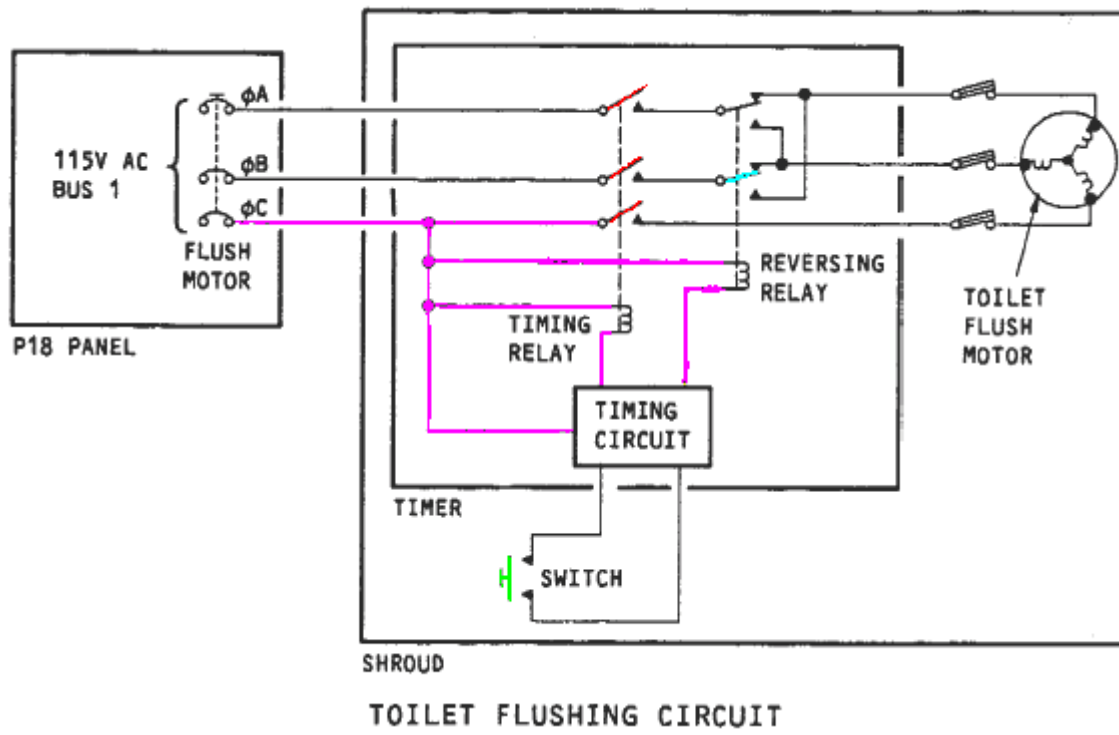 φA
115V AC
BUS 1
φB
φC
FLUSH
MOTOR
P18 PANEL
REVERSING
RELAY
TIMING
RELAY
TOILET
FLUSH
MOTOR
TIMING
CIRCUIT
TIMER
SWITCH
SHROUD
TOILET FLUSHING CIRCUIT